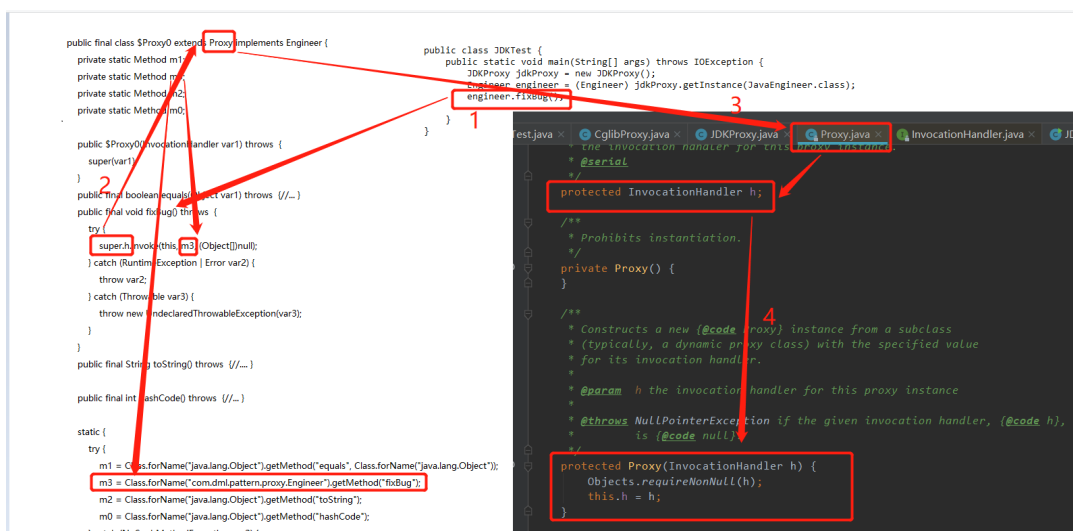 public final class $Proxy0 extends Proxy implements Engineer {
private static Method m1;
private static Method m
private static Method m2;
private static Method m0;
public $Proxy0(InvocationHandler var1) throws {
super(var1)
}
2
public final boolean equals(Object var1) throws {//... }
public final void fixBug() throws {
try {
super.h.invoke(this, m3, (Object[])null);
} catch (RuntimeException | Error var2) {
throw var2;
} catch (Throwable var3) {
throw new UndeclaredThrowableException(var3);
}
}
public final String toString() throws {//.... }
public final int hashCode() throws {//... }
static {
try {
m1 = Class.forName("java.lang.Object").getMethod("equals", Class.forName("java.lang.Object"));
m3 = Class.forName("com.dml.pattern.proxy.Engineer").getMethod("fixBug");
m2 = Class.forName("java.lang.Object").getMethod("toString");
m0 = Class.forName("java.lang.Object").getMethod("hashCode");
public class JDKTest {
public static void main(String[] args) throws IOException {
JDKProxy jdkProxy = new JDKProxy();
Engineer engineer = (Engineer) jdkProxy.getInstance(JavaEngineer.class);
engineer.fixBug();
1
3
}
}
Test.java × CglibProxy.java × JDKProxy.java × Proxy.java × InvocationHandler.java × JD
* the invocation handler for this proxy instance.
* @serial
*/
protected InvocationHandler h;
/**
* Prohibits instantiation.
*/
private Proxy() {
}
4
/**
* Constructs a new {@code Proxy} instance from a subclass
* (typically, a dynamic proxy class) with the specified value
* for its invocation handler.
*
* @param h the invocation handler for this proxy instance
*
* @throws NullPointerException if the given invocation handler, {@code h},
* is {@code null}
*/
protected Proxy(InvocationHandler h) {
Objects.requireNonNull(h);
this.h = h;
}